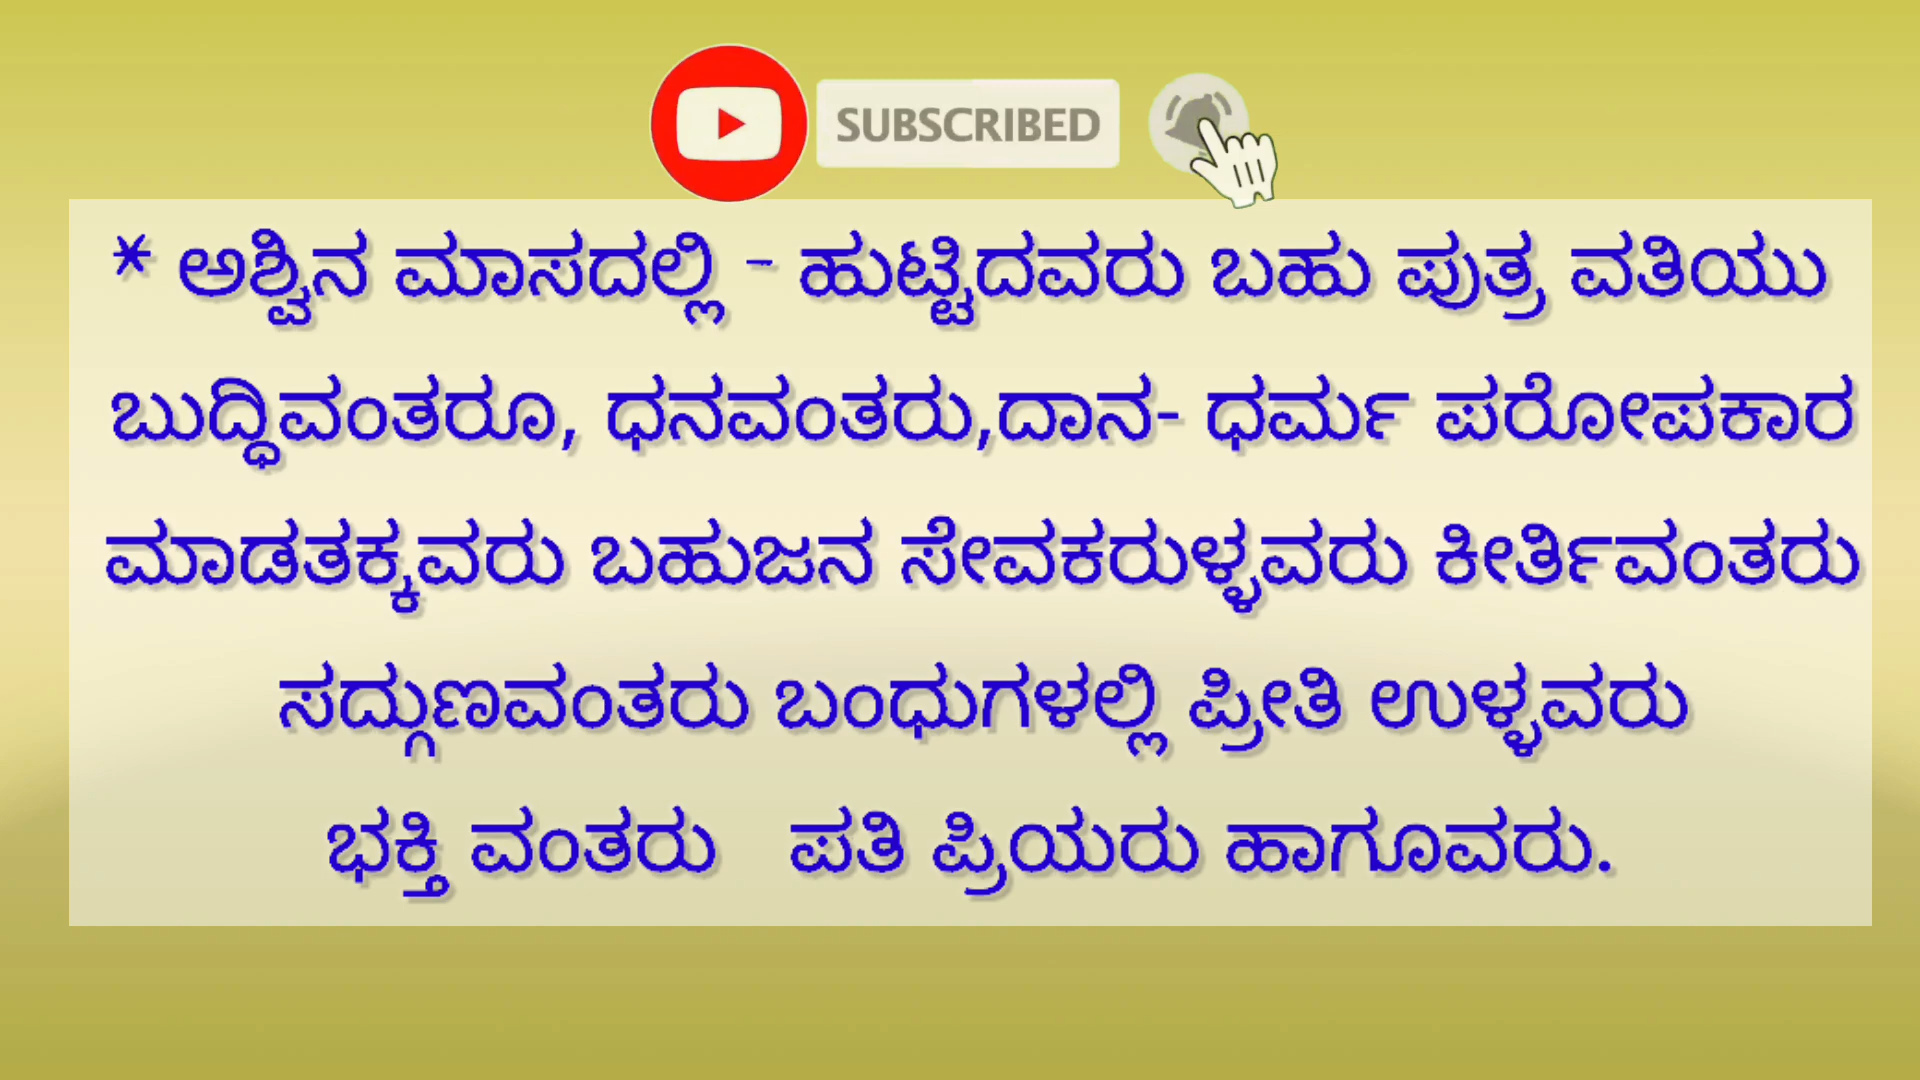 SUBSCRIBED
* ಅಶ್ವಿನ ಮಾಸದಲ್ಲಿ - ಹುಟ್ಟಿದವರು ಬಹು ಪುತ್ರ ವತಿಯು
ಬುದ್ಧಿವಂತರೂ, ಧನವಂತರು,ದಾನ- ಧರ್ಮ ಪರೋಪಕಾರ
ಮಾಡತಕ್ಕವರು ಬಹುಜನ ಸೇವಕರುಳ್ಳವರು ಕೀರ್ತಿವಂತರು
ಸದ್ಗುಣವಂತರು ಬಂಧುಗಳಲ್ಲಿ ಪ್ರೀತಿ ಉಳ್ಳವರು
ಭಕ್ತಿ ವಂತರು ಪತಿ ಪ್ರಿಯರು ಹಾಗೂವರು.